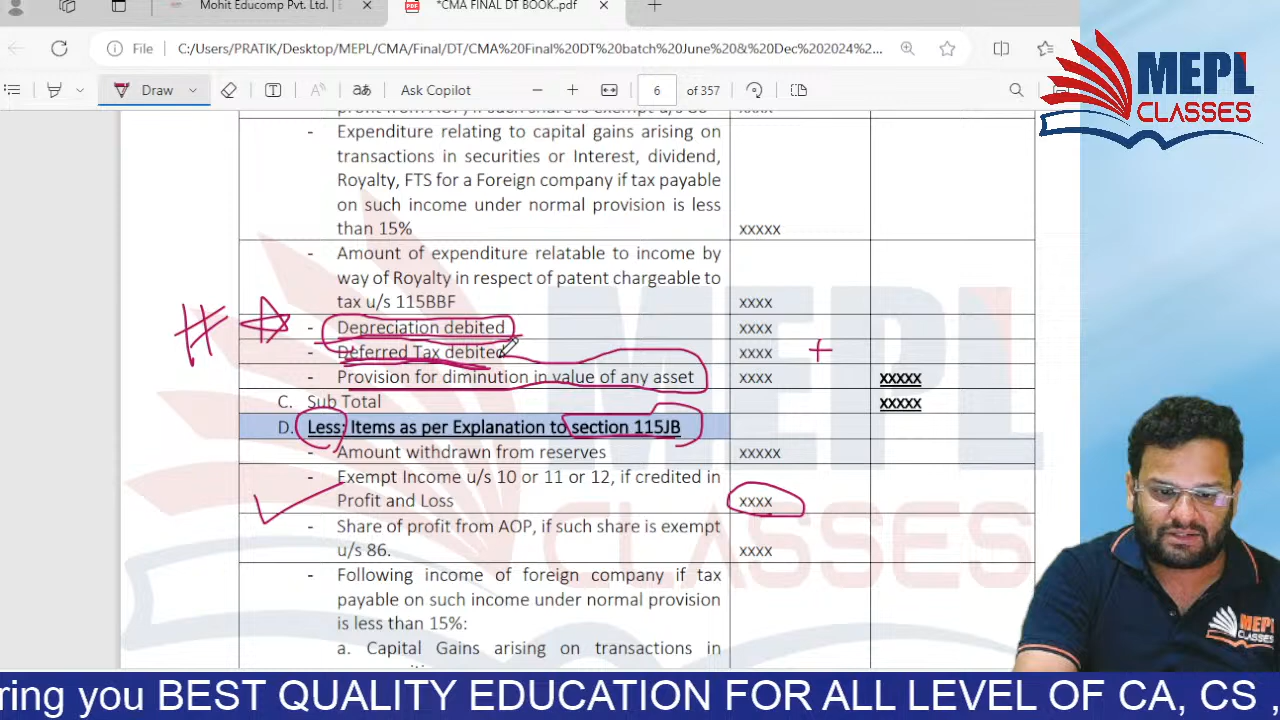 Mohit Educomp Pvt. Ltd. | E
*CMA FINAL DT BOOK..pdf
File C:/Users/PRATIK/Desktop/MEPL/CMA/Final/DT/CMA%20Final%20DT%20batch%20June%20&%20Dec%202024%2...
Draw Ask Copilot 6 of 357
MEPL
CLASSES
- Expenditure relating to capital gains arising on
transactions in securities or Interest, dividend,
Royalty, FTS for a Foreign company if tax payable
on such income under normal provision is less
than 15% xxxxx
- Amount of expenditure relatable to income by
way of Royalty in respect of patent chargeable to
tax u/s 115BBF xxxx
- Depreciation debited xxxx
- Deferred Tax debited xxxx +
- Provision for diminution in value of any asset xxxx xxxxx
C. Sub Total xxxxx
D. Less: Items as per Explanation to section 115JB
- Amount withdrawn from reserves xxxxx
- Exempt Income u/s 10 or 11 or 12, if credited in
Profit and Loss xxxx
- Share of profit from AOP, if such share is exempt
u/s 86. xxxx
- Following income of foreign company if tax
payable on such income under normal provision
is less than 15%:
a. Capital Gains arising on transactions in
MEPL
CLASSES
MEPL
CLASSES
ring you BEST QUALITY EDUCATION FOR ALL LEVEL OF CA, CS ,